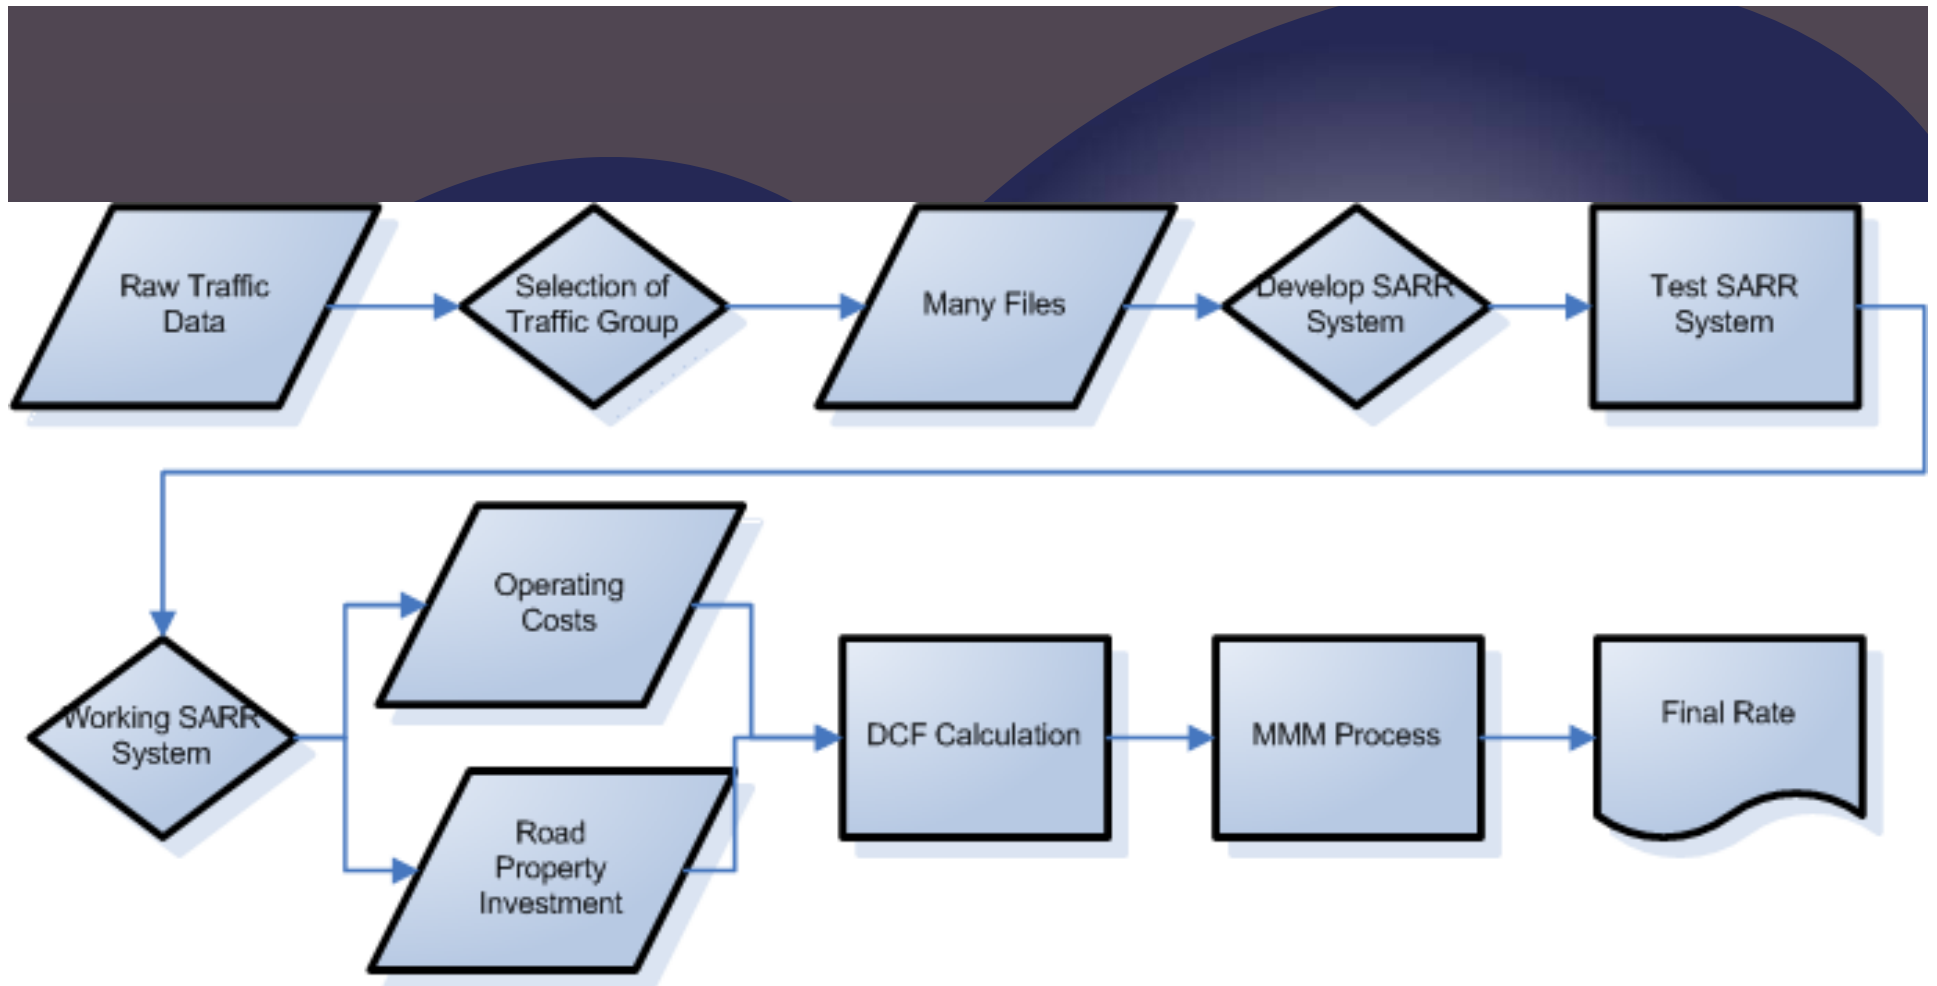 Raw Traffic
Data
Selection of
Traffic Group
Many Files
Develop SARR
System
Test SARR
System
Operating
Costs
Working SARR
System
DCF Calculation
MMM Process
Final Rate
Road
Property
Investment